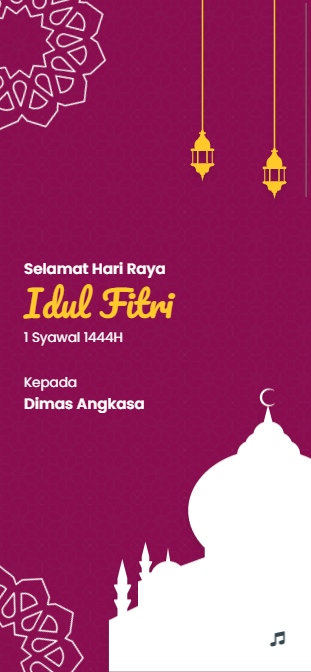 Selamat Hari Raya
Idul Fitri
1 Syawal 1444H
Kepada
Dimas Angkasa